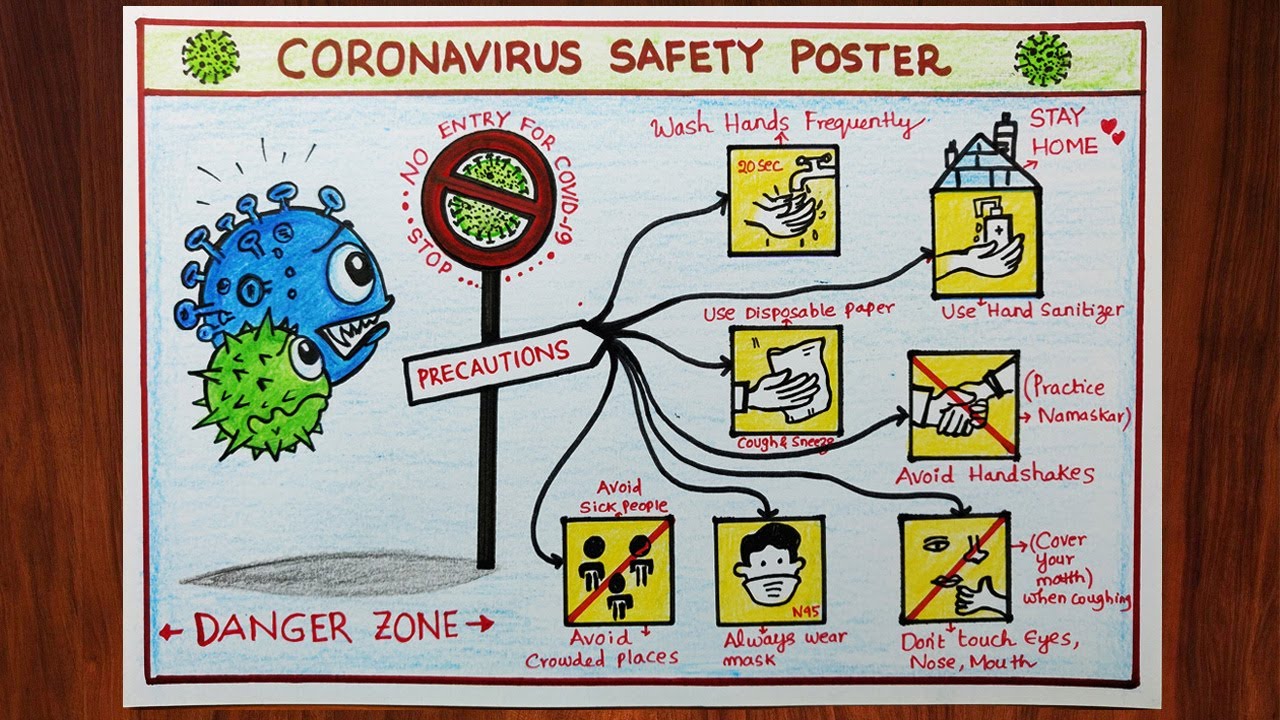 CORONAVIRUS SAFETY POSTER
STOP NO ENTRY FOR COVID-19
PRECAUTIONS
DANGER ZONE
Wash Hands Frequently
20 sec
STAY
HOME
Use Hand Sanitizer
Use Disposable paper
Cough & Sneeze
(Practice
Namaskar)
Avoid Handshakes
Avoid
Sick people
Avoid
Crowded places
N95
Always wear
mask
(Cover
your
mouth)
when coughing
Don't touch Eyes,
Nose, Mouth